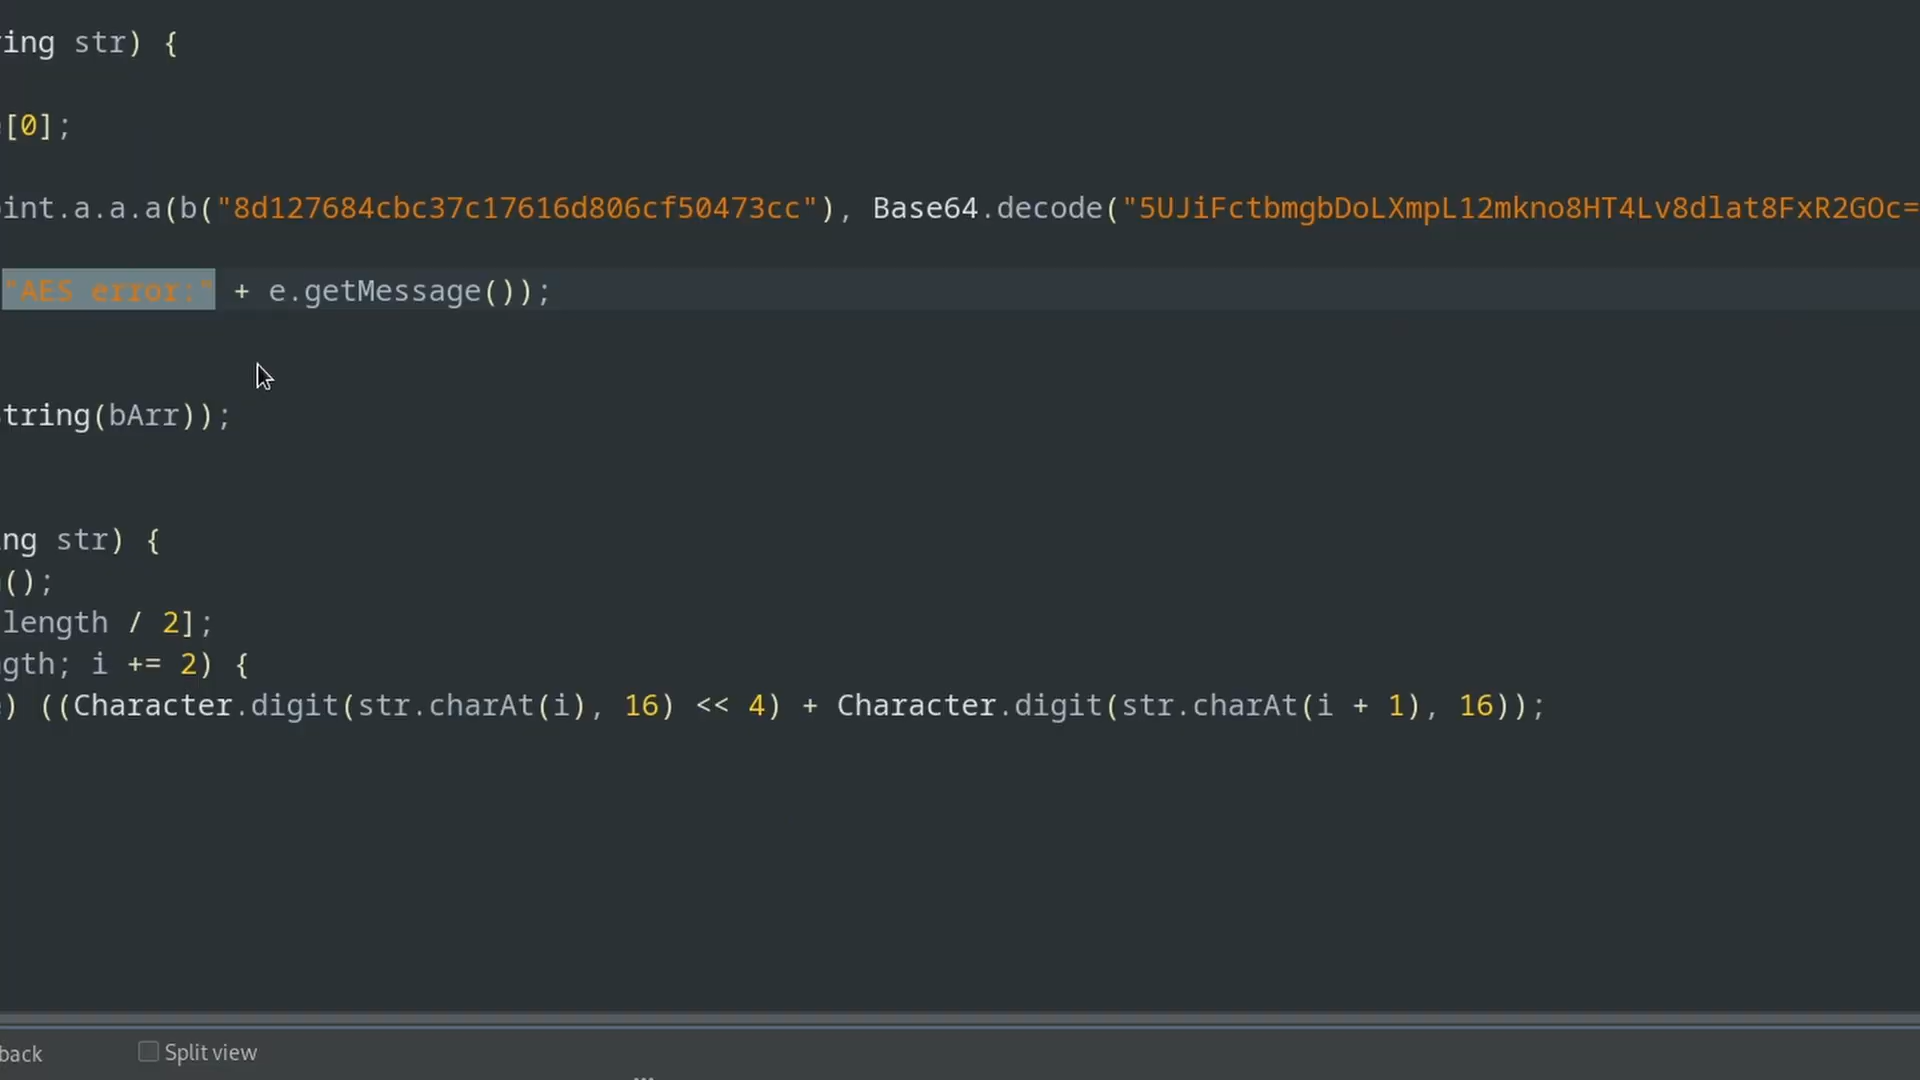 ing str) {
[0];
int.a.a.a(b("8d127684cbc37c17616d806cf50473cc"), Base64.decode("5UJiFctbmgbDoLXmpL12mkno8HT4Lv8dlat8FxR2GOc=
"AES error:" + e.getMessage());
string(bArr));
ng str) {
();
length / 2];
gth; i += 2) {
) ((Character.digit(str.charAt(i), 16) << 4) + Character.digit(str.charAt(i + 1), 16));
back
Split view